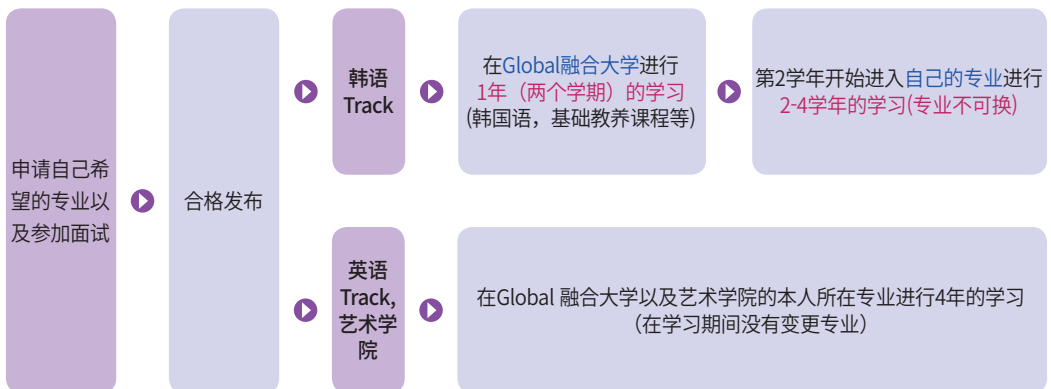 申请自己希
望的专业以
及参加面试
合格发布
韩语
Track
在Global融合大学进行
1年（两个学期）的学习
(韩国语，基础教养课程等)
第2学年开始进入自己的专业进行
2-4学年的学习(专业不可换)
英语
Track,
艺术学
院
在Global 融合大学以及艺术学院的本人所在专业进行4年的学习
（在学习期间没有变更专业）